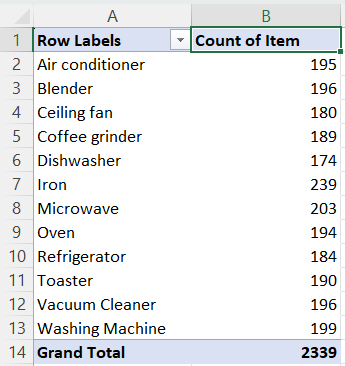 A B
1 Row Labels Count of Item
2 Air conditioner 195
3 Blender 196
4 Ceiling fan 180
5 Coffee grinder 189
6 Dishwasher 174
7 Iron 239
8 Microwave 203
9 Oven 194
10 Refrigerator 184
11 Toaster 190
12 Vacuum Cleaner 196
13 Washing Machine 199
14 Grand Total 2339